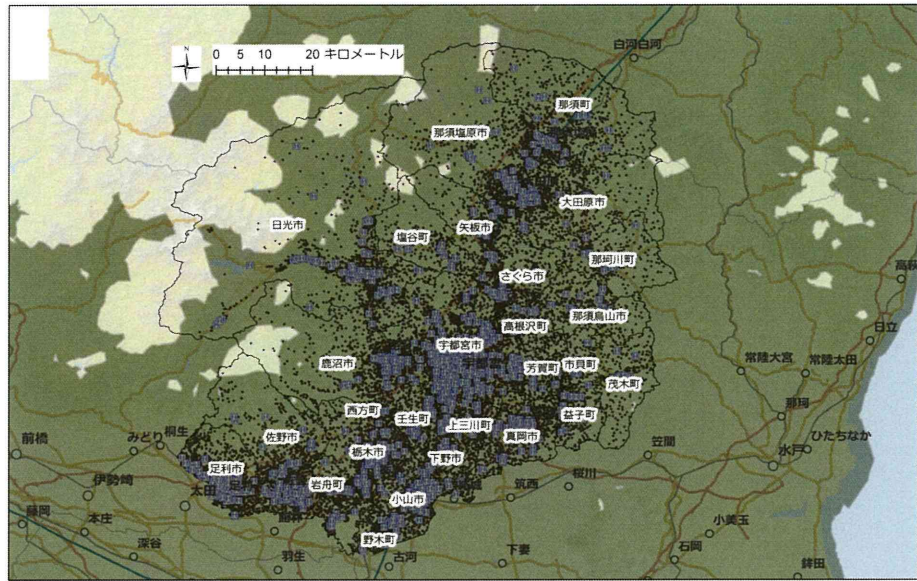 白河白河
0 5 10 20 キロメートル
那須町
那須塩原市
大田原市
日光市
矢板市
塩谷町
那珂川町
さくら市
高萩
那須烏山市
高根沢町
日立
宇都宮市
鹿沼市
芳賀町
市貝町
常陸大宮
常陸太田
茂木町
西方町
壬生町
上三川町
益子町
那珂
桐生
みどり
佐野市
真岡市
ひたちなか
前橋
栃木市
下野市
笠間
水戸
足利市
伊勢崎
太田
岩舟町
小山市
筑西
桜川
藤岡
本庄
小美玉
野木町
深谷
羽生
古河
下妻
石岡
鉾田